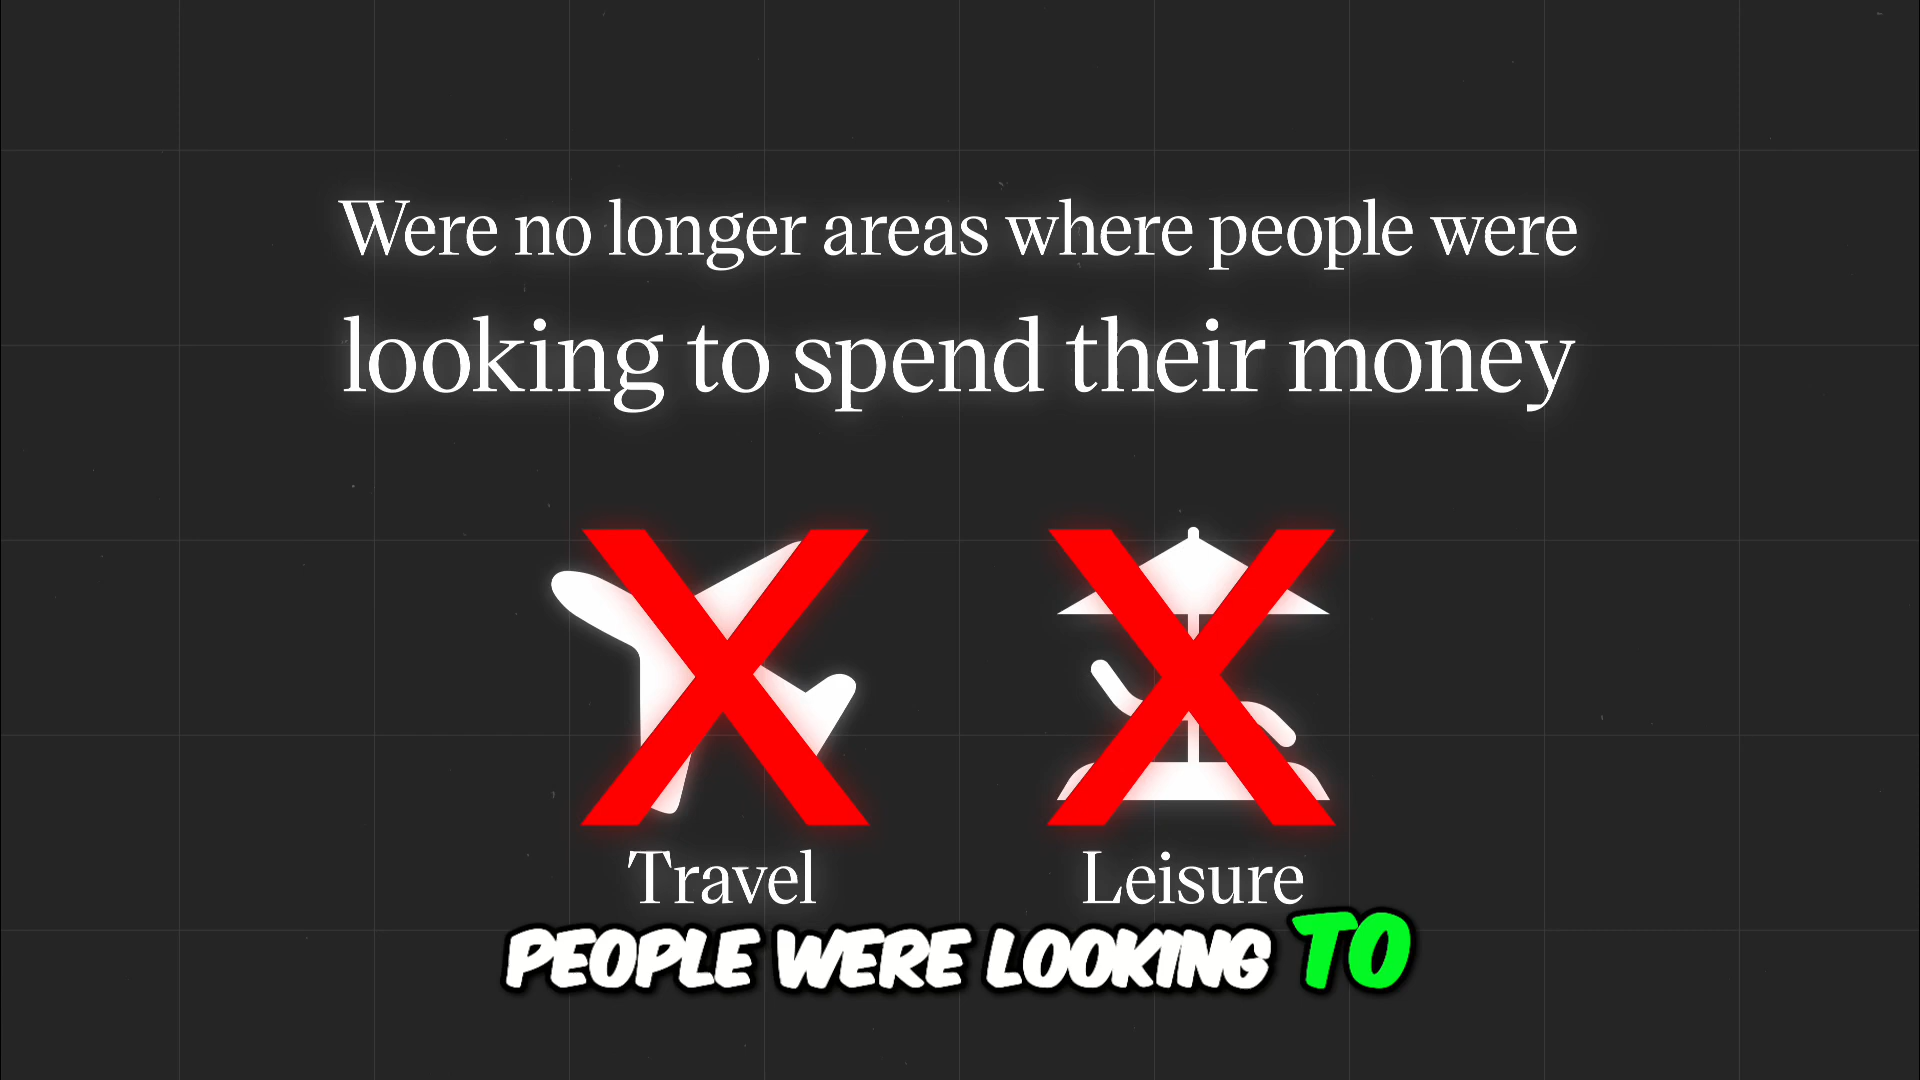 Were no longer areas where people were
looking to spend their money
Travel
Leisure
PEOPLE WERE LOOKING TO